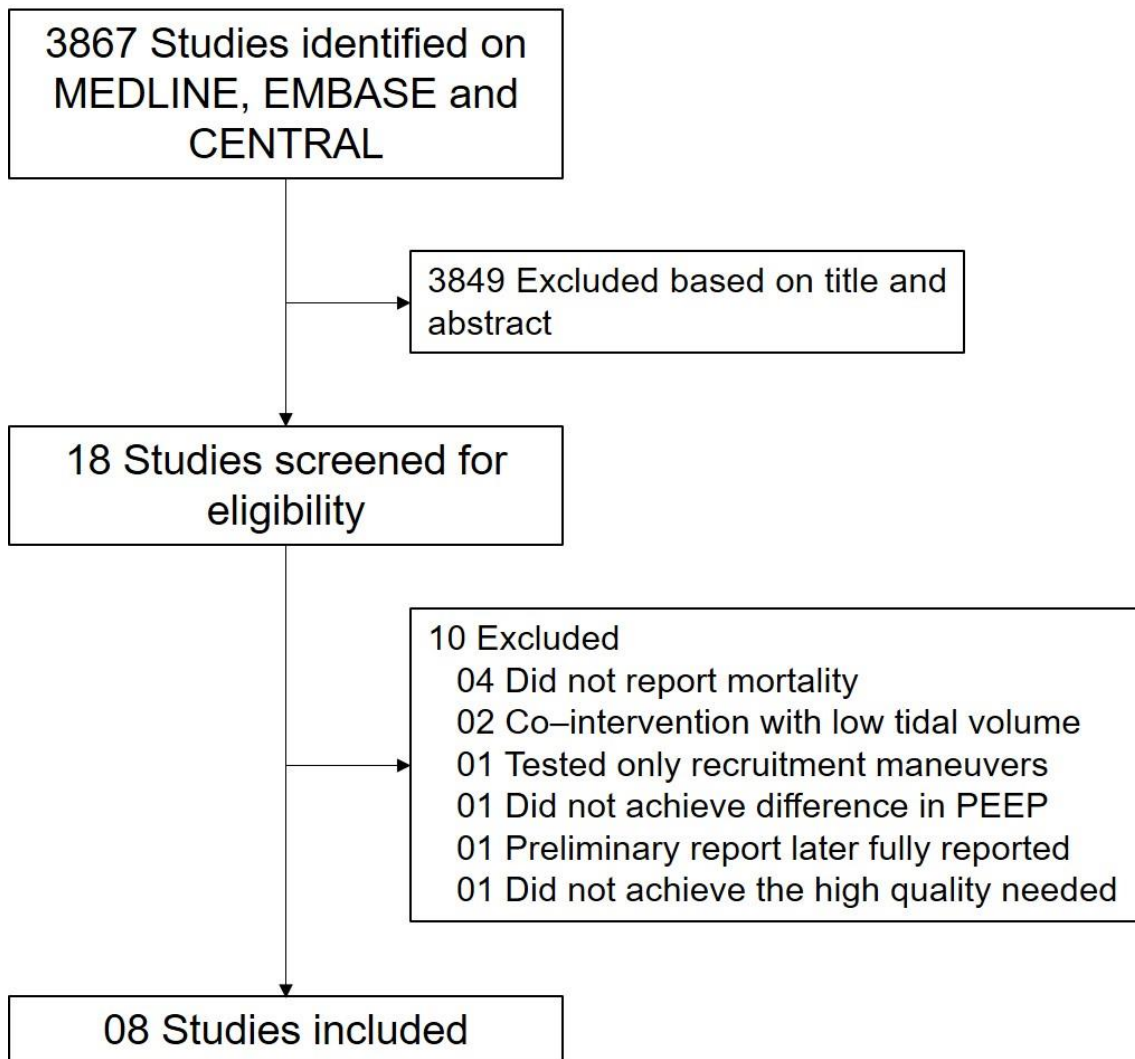 3867 Studies identified on
MEDLINE, EMBASE and
CENTRAL
3849 Excluded based on title and
abstract
18 Studies screened for
eligibility
10 Excluded
04 Did not report mortality
02 Co–intervention with low tidal volume
01 Tested only recruitment maneuvers
01 Did not achieve difference in PEEP
01 Preliminary report later fully reported
01 Did not achieve the high quality needed
08 Studies included